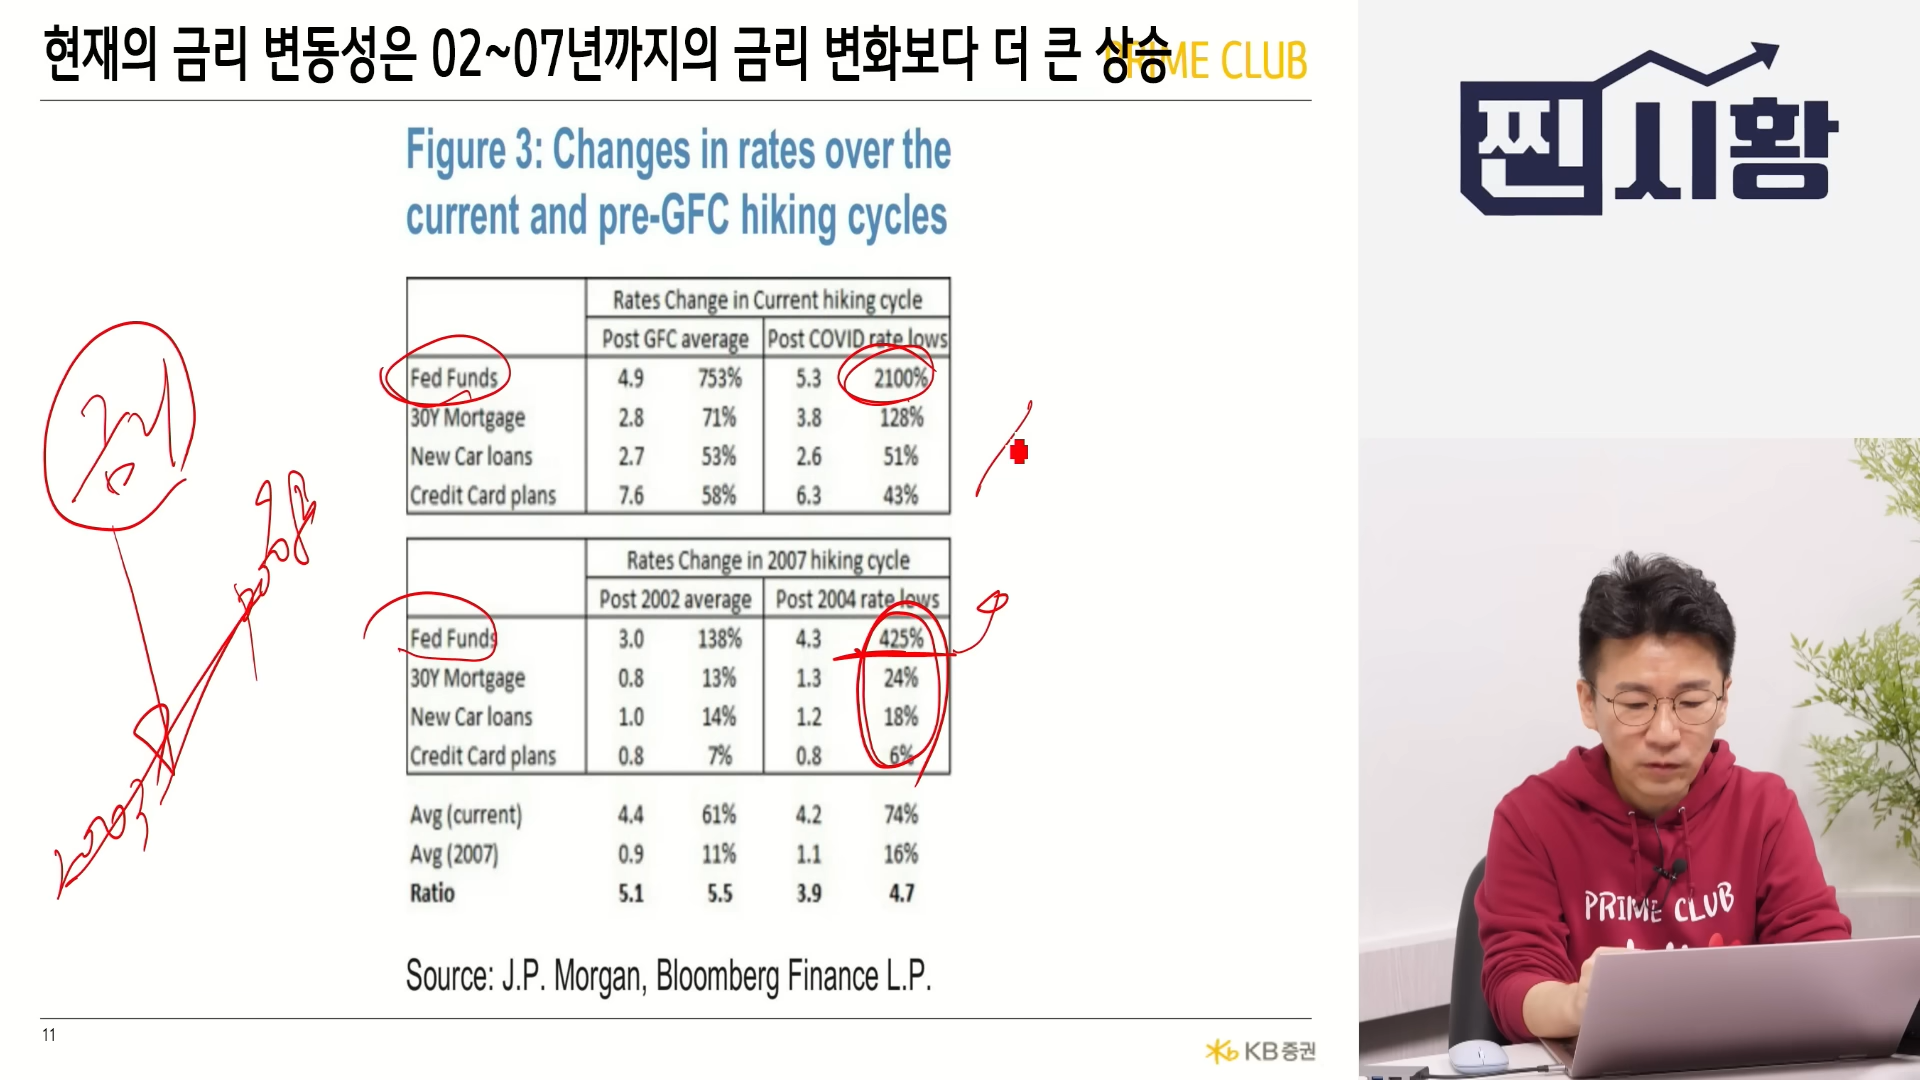 현재의 금리 변동성은 02~07년까지의 금리 변화보다 더 큰 상승
PRIME CLUB
Figure 3: Changes in rates over the
current and pre-GFC hiking cycles
Rates Change in Current hiking cycle
Post GFC average Post COVID rate lows
Fed Funds 4.9 753% 5.3 2100%
30Y Mortgage 2.8 71% 3.8 128%
New Car loans 2.7 53% 2.6 51%
Credit Card plans 7.6 58% 6.3 43%
Rates Change in 2007 hiking cycle
Post 2002 average Post 2004 rate lows
Fed Funds 3.0 138% 4.3 425%
30Y Mortgage 0.8 13% 1.3 24%
New Car loans 1.0 14% 1.2 18%
Credit Card plans 0.8 7% 0.8 6%
Avg (current) 4.4 61% 4.2 74%
Avg (2007) 0.9 11% 1.1 16%
Ratio 5.1 5.5 3.9 4.7
Source: J.P. Morgan, Bloomberg Finance L.P.
11
KB증권
찐시황
PRIME CLUB